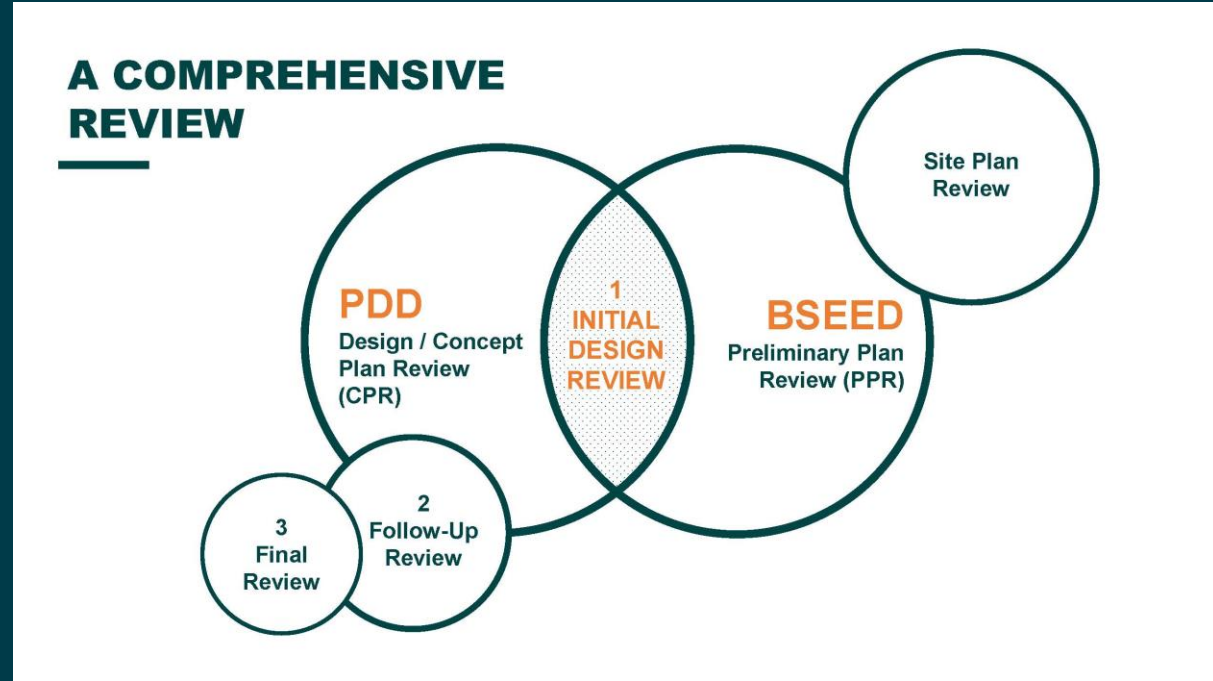 A COMPREHENSIVE
REVIEW
PDD
Design / Concept
Plan Review
(CPR)
1
INITIAL
DESIGN
REVIEW
BSEED
Preliminary Plan
Review (PPR)
Site Plan
Review
2
Follow-Up
Review
3
Final
Review